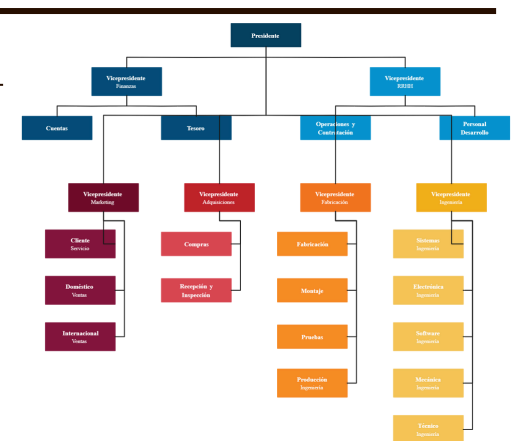 Presidente
Vicepresidente
Finanzas
Vicepresidente
RRHH
Cuentas
Tesoro
Operaciones y
Contratación
Personal
Desarrollo
Vicepresidente
Marketing
Vicepresidente
Adquisiciones
Vicepresidente
Fabricación
Vicepresidente
Ingeniería
Cliente
Servicio
Compras
Fabricación
Sistemas
Ingeniería
Doméstico
Ventas
Recepción y
Inspección
Montaje
Electrónica
Ingeniería
Internacional
Ventas
Pruebas
Software
Ingeniería
Producción
Ingeniería
Mecánica
Ingeniería
Técnico
Ingeniería